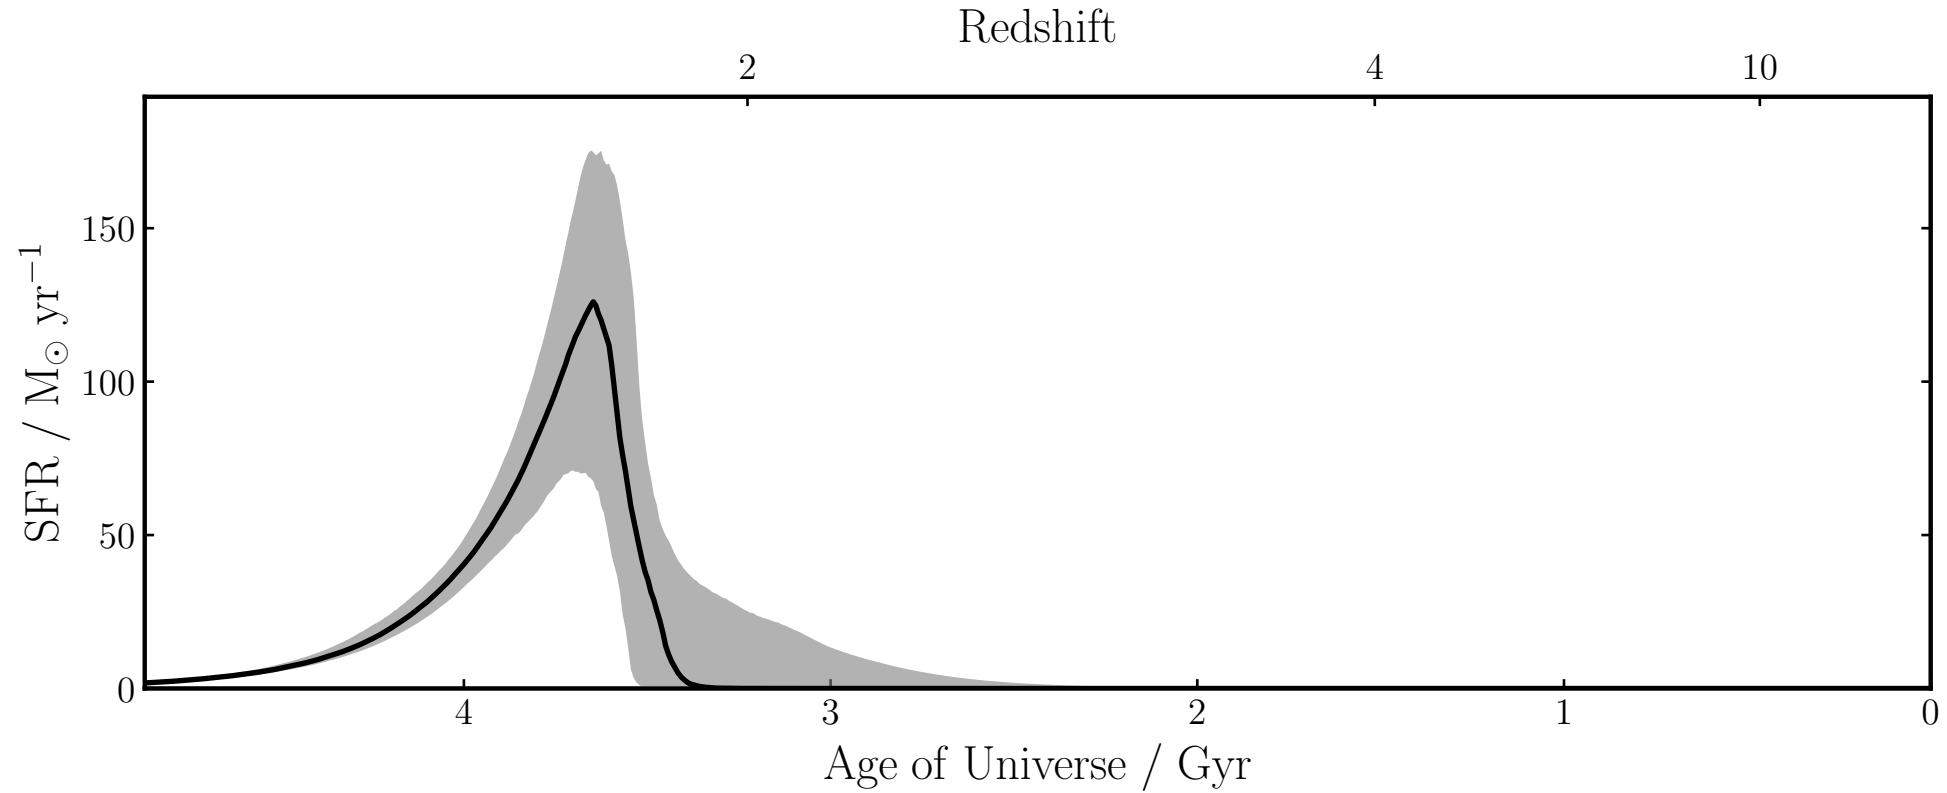 Redshift
2 4 10
150
100
50
0
SFR / M⊙ yr⁻¹
4 3 2 1 0
Age of Universe / Gyr